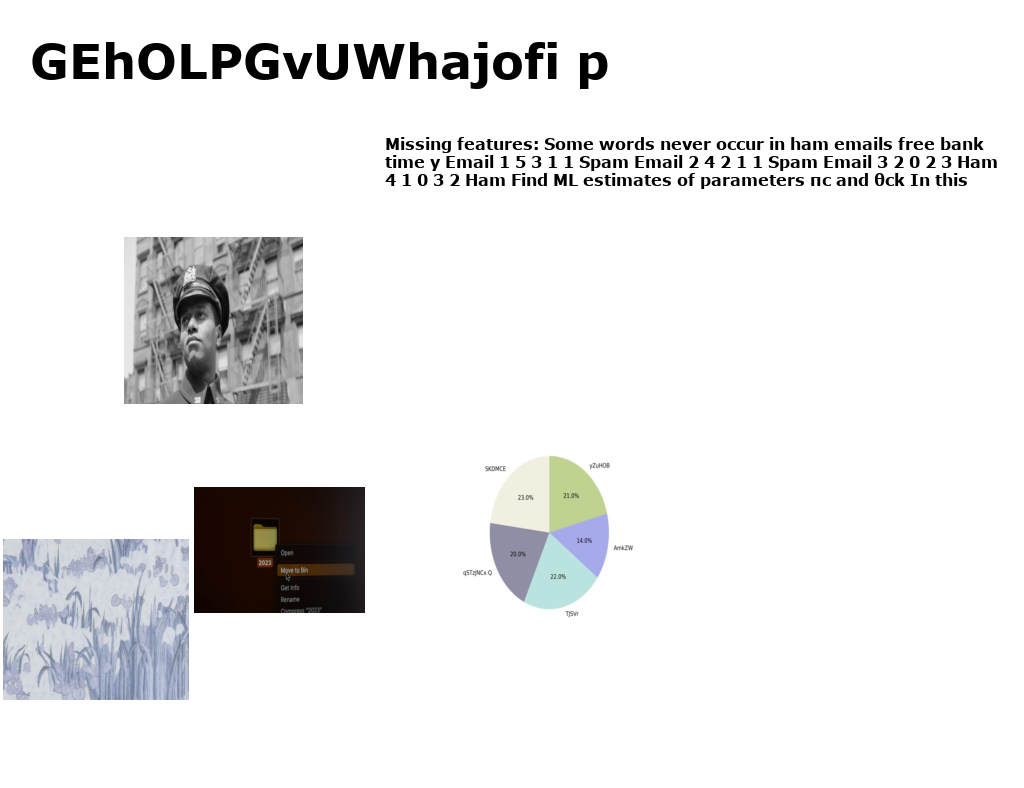 GEhOLPGvUWhajofi p
Missing features: Some words never occur in ham emails free bank
time y Email 1 5 3 1 1 Spam Email 2 4 2 1 1 Spam Email 3 2 0 2 3 Ham
4 1 0 3 2 Ham Find ML estimates of parameters πc and θck In this
SKDMCE
yZuHOB
23.0%
21.0%
14.0%
AmkZW
20.0%
qSTzJNCx Q
22.0%
TJSVr
Open
2023
Move to Bin
Get Info
Rename
Compress "2023"